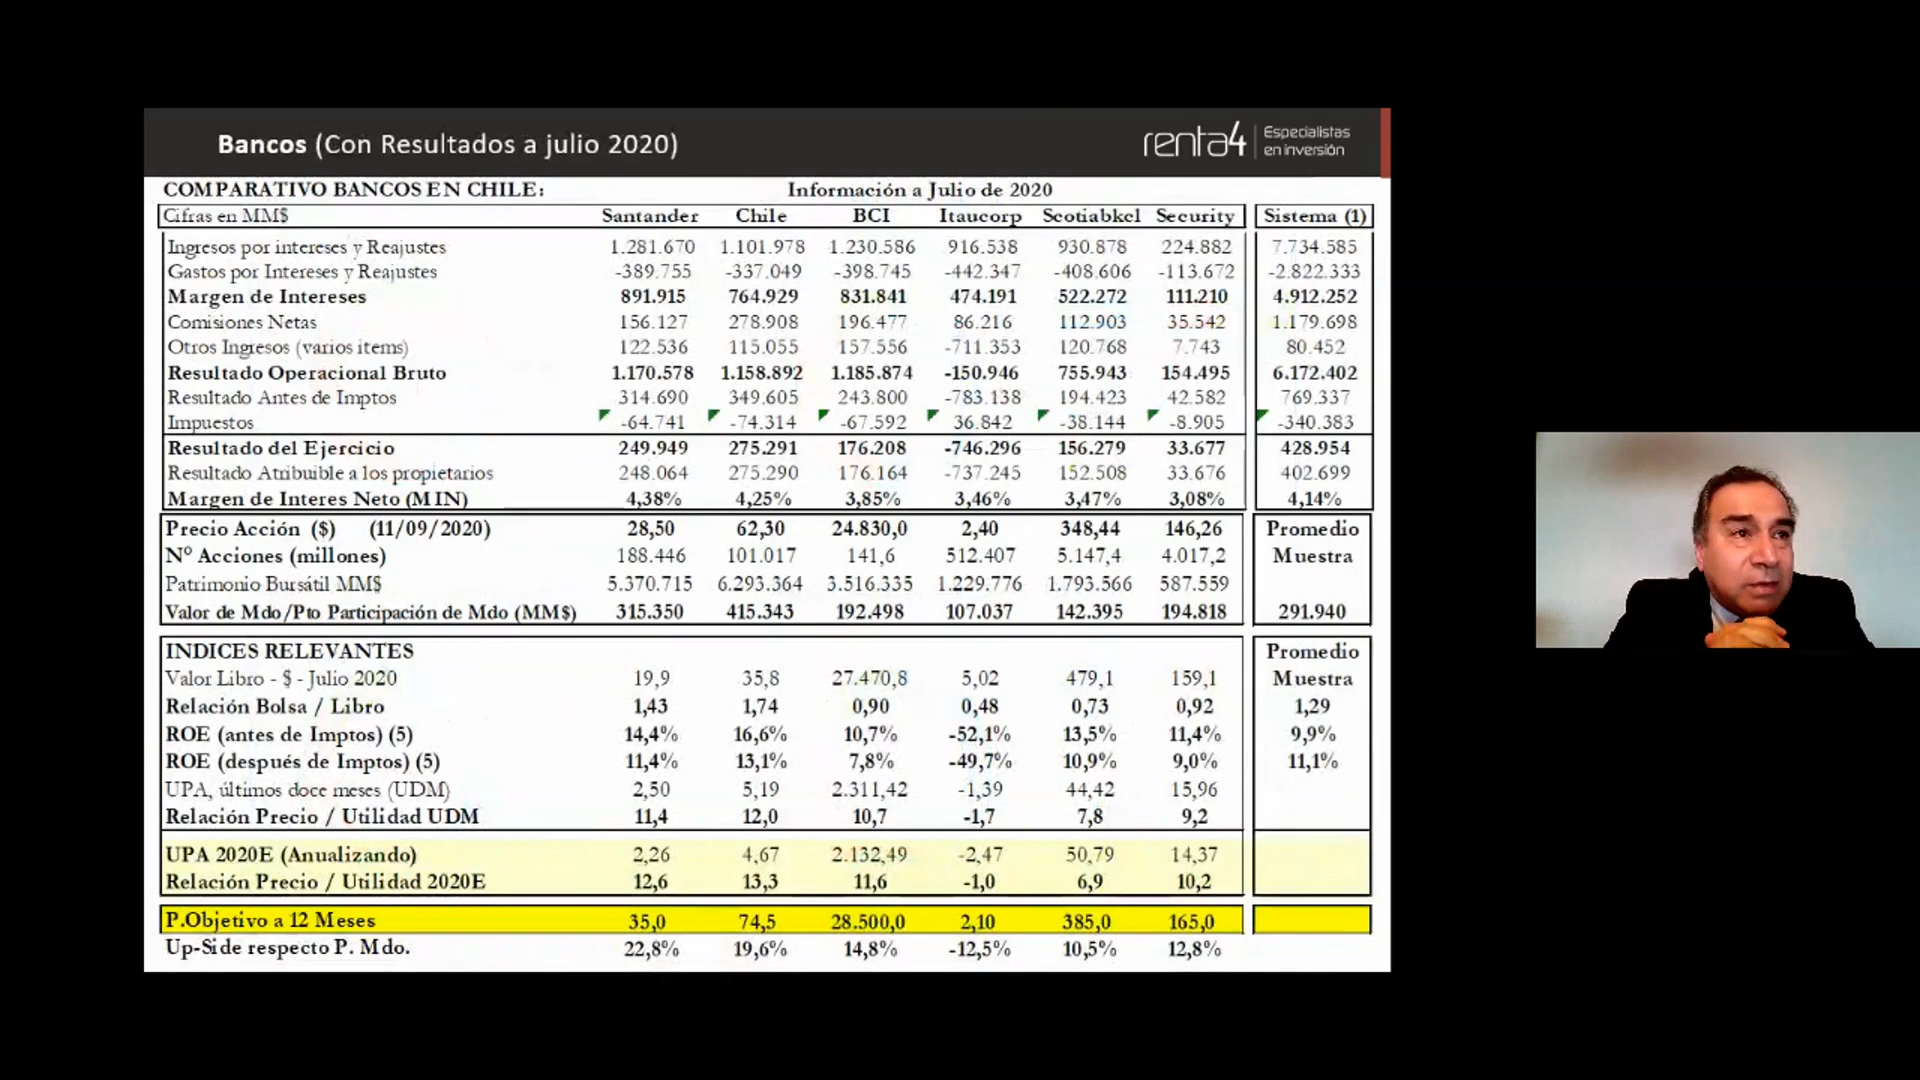 Bancos (Con Resultados a julio 2020)
renta4 Especialistas en inversión
COMPARATIVO BANCOS EN CHILE: Información a Julio de 2020
Cifras en MM$ Santander Chile BCI Itaucorp Scotiabkcl Security Sistema (1)
Ingresos por intereses y Reajustes 1.281.670 1.101.978 1.230.586 916.538 930.878 224.882 7.734.585
Gastos por Intereses y Reajustes -389.755 -337.049 -398.745 -442.347 -408.606 -113.672 -2.822.333
Margen de Intereses 891.915 764.929 831.841 474.191 522.272 111.210 4.912.252
Comisiones Netas 156.127 278.908 196.477 86.216 112.903 35.542 1.179.698
Otros Ingresos (varios items) 122.536 115.055 157.556 -711.353 120.768 7.743 80.452
Resultado Operacional Bruto 1.170.578 1.158.892 1.185.874 -150.946 755.943 154.495 6.172.402
Resultado Antes de Imptos 314.690 349.605 243.800 -783.138 194.423 42.582 769.337
Impuestos -64.741 -74.314 -67.592 36.842 -38.144 -8.905 -340.383
Resultado del Ejercicio 249.949 275.291 176.208 -746.296 156.279 33.677 428.954
Resultado Atribuible a los propietarios 248.064 275.290 176.164 -737.245 152.508 33.676 402.699
Margen de Interes Neto (MIN) 4,38% 4,25% 3,85% 3,46% 3,47% 3,08% 4,14%
Precio Acción ($) (11/09/2020) 28,50 62,30 24.830,0 2,40 348,44 146,26 Promedio
N° Acciones (millones) 188.446 101.017 141,6 512.407 5.147,4 4.017,2 Muestra
Patrimonio Bursátil MM$ 5.370.715 6.293.364 3.516.335 1.229.776 1.793.566 587.559
Valor de Mdo/Pto Participación de Mdo (MM$) 315.350 415.343 192.498 107.037 142.395 194.818 291.940
INDICES RELEVANTES Promedio
Valor Libro - $ - Julio 2020 19,9 35,8 27.470,8 5,02 479,1 159,1 Muestra
Relación Bolsa / Libro 1,43 1,74 0,90 0,48 0,73 0,92 1,29
ROE (antes de Imptos) (5) 14,4% 16,6% 10,7% -52,1% 13,5% 11,4% 9,9%
ROE (después de Imptos) (5) 11,4% 13,1% 7,8% -49,7% 10,9% 9,0% 11,1%
UPA, últimos doce meses (UDM) 2,50 5,19 2.311,42 -1,39 44,42 15,96
Relación Precio / Utilidad UDM 11,4 12,0 10,7 -1,7 7,8 9,2
UPA 2020E (Anualizando) 2,26 4,67 2.132,49 -2,47 50,79 14,37
Relación Precio / Utilidad 2020E 12,6 13,3 11,6 -1,0 6,9 10,2
P.Objetivo a 12 Meses 35,0 74,5 28.500,0 2,10 385,0 165,0
Up-Side respecto P. Mdo. 22,8% 19,6% 14,8% -12,5% 10,5% 12,8%